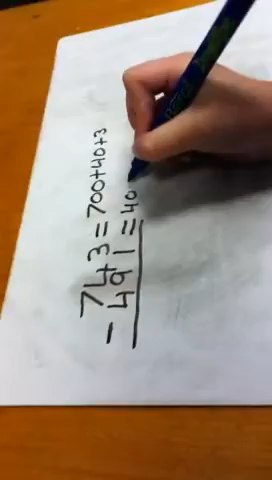 743 = 700+40+3
- 491 = 40